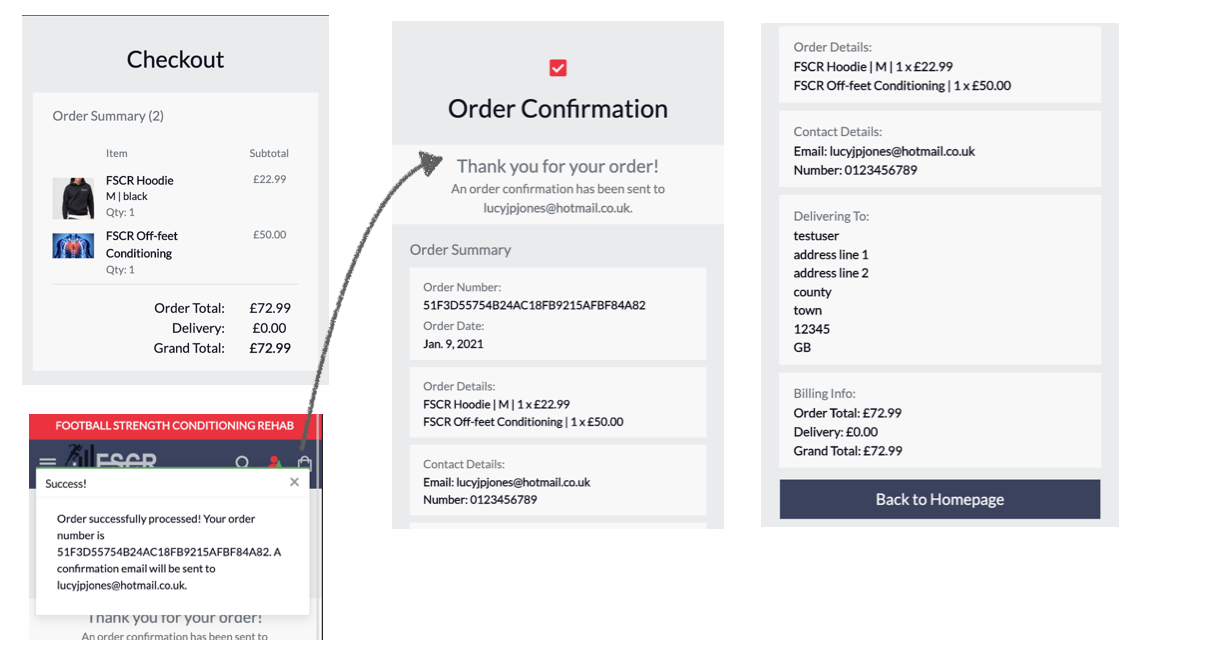 Checkout
Order Summary (2)
Item Subtotal
FSCR Hoodie £22.99
M | black
Qty: 1
FSCR Off-feet £50.00
Conditioning
Qty: 1
Order Total: £72.99
Delivery: £0.00
Grand Total: £72.99
FOOTBALL STRENGTH CONDITIONING REHAB
FSCR
Success! ×
Order successfully processed! Your order
number is
51F3D55754B24AC18FB9215AFBF84A82. A
confirmation email will be sent to
lucyjpjones@hotmail.co.uk.
Thank you for your order!
An order confirmation has been sent to
Order Confirmation
Thank you for your order!
An order confirmation has been sent to
lucyjpjones@hotmail.co.uk.
Order Summary
Order Number:
51F3D55754B24AC18FB9215AFBF84A82
Order Date:
Jan. 9, 2021
Order Details:
FSCR Hoodie | M | 1 x £22.99
FSCR Off-feet Conditioning | 1 x £50.00
Contact Details:
Email: lucyjpjones@hotmail.co.uk
Number: 0123456789
Order Details:
FSCR Hoodie | M | 1 x £22.99
FSCR Off-feet Conditioning | 1 x £50.00
Contact Details:
Email: lucyjpjones@hotmail.co.uk
Number: 0123456789
Delivering To:
testuser
address line 1
address line 2
county
town
12345
GB
Billing Info:
Order Total: £72.99
Delivery: £0.00
Grand Total: £72.99
Back to Homepage